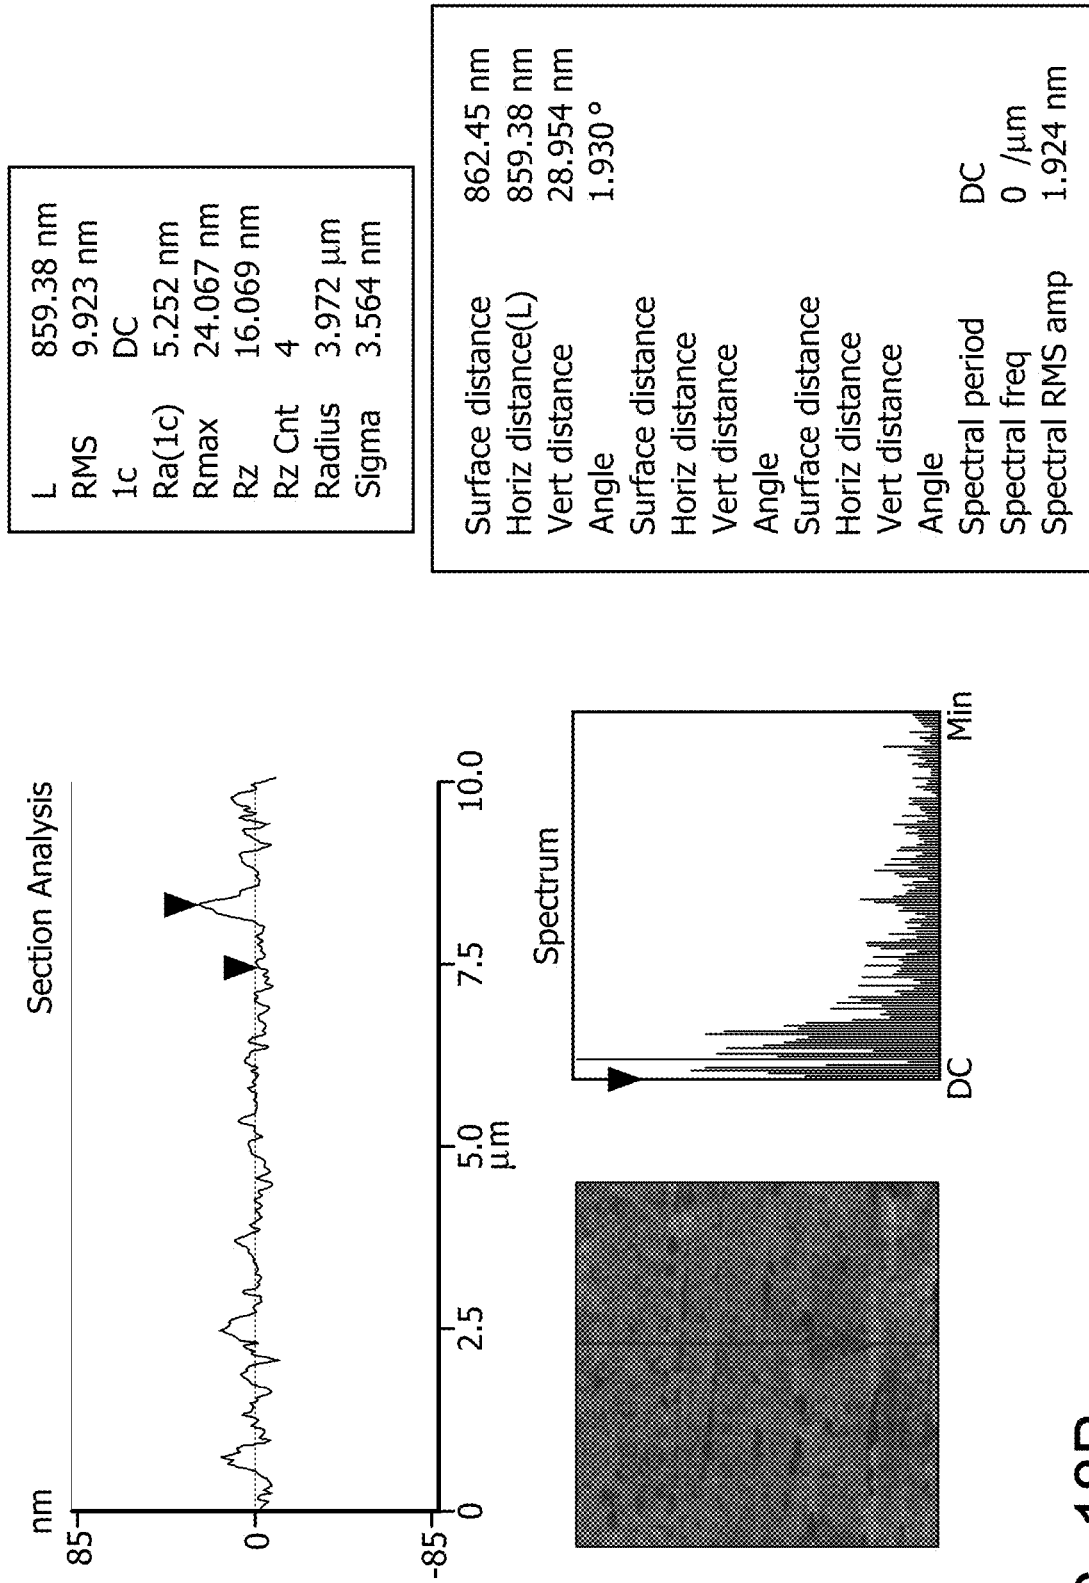 Section Analysis
nm
85
0
-85
0
2.5
5.0
7.5
10.0
μm
L 859.38 nm
RMS 9.923 nm
1c DC
Ra(1c) 5.252 nm
Rmax 24.067 nm
Rz 16.069 nm
Rz Cnt 4
Radius 3.972 μm
Sigma 3.564 nm
Spectrum
DC
Min
Surface distance 862.45 nm
Horiz distance(L) 859.38 nm
Vert distance 28.954 nm
Angle 1.930 °
Surface distance
Horiz distance
Vert distance
Angle
Surface distance
Horiz distance
Vert distance
Angle
Spectral period DC
Spectral freq 0 /μm
Spectral RMS amp 1.924 nm